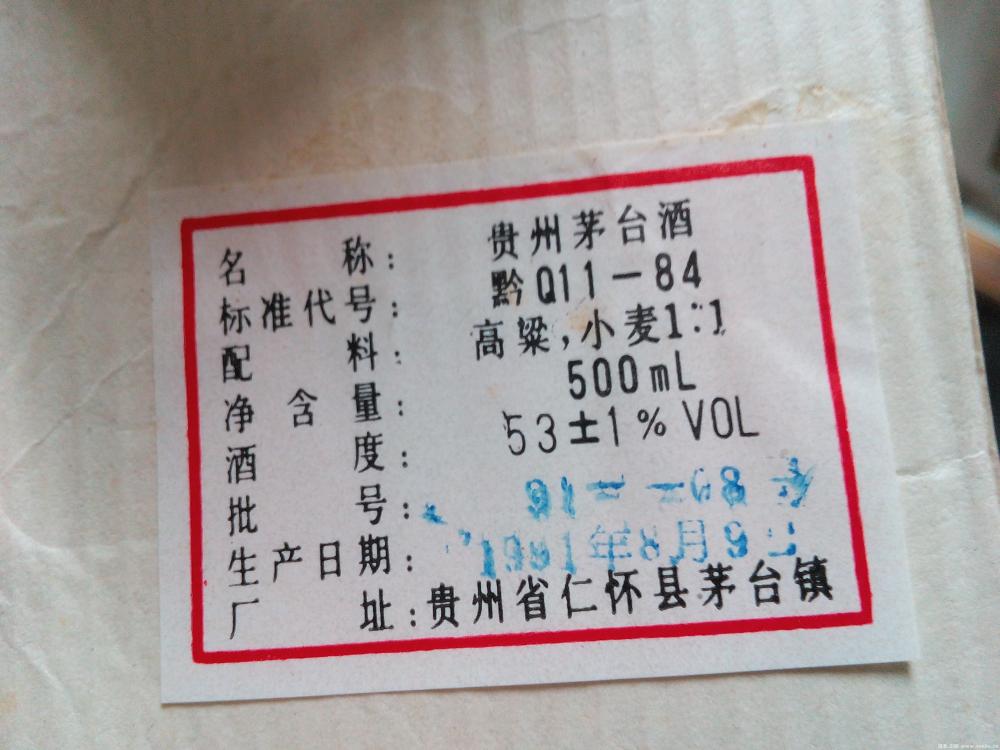 名称：贵州茅台酒
标准代号：黔Q11－84
配料：高粱，小麦1:1
净含量：500mL
酒度：53±1％VOL
批号：
生产日期：1991年8月
厂址：贵州省仁怀县茅台镇